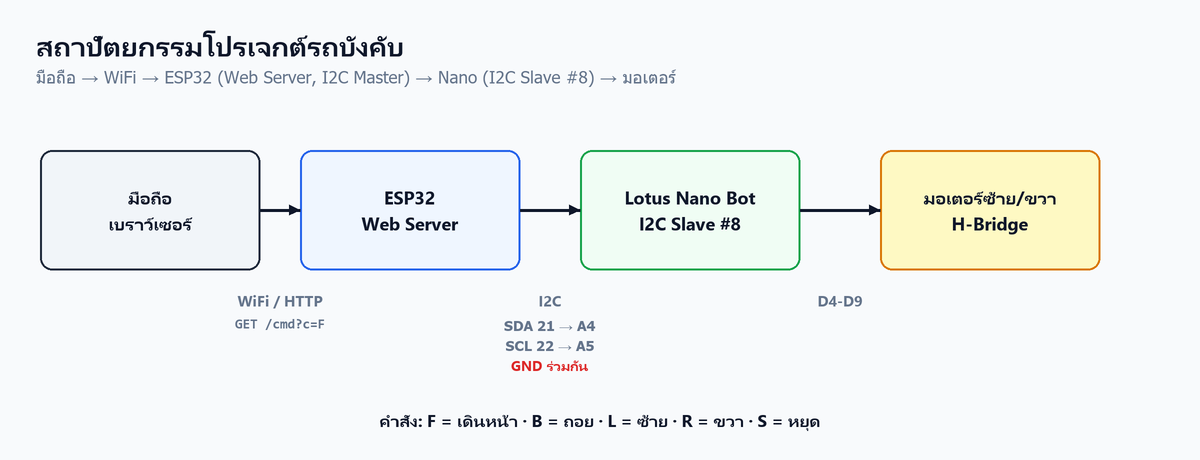 สถาปัตยกรรมโปรเจกต์รถบังคับ
มือถือ → WiFi → ESP32 (Web Server, I2C Master) → Nano (I2C Slave #8) → มอเตอร์
มือถือ
เบราว์เซอร์
ESP32
Web Server
Lotus Nano Bot
I2C Slave #8
มอเตอร์ซ้าย/ขวา
H-Bridge
WiFi / HTTP
GET /cmd?c=F
I2C
SDA 21 → A4
SCL 22 → A5
GND ร่วมกัน
D4-D9
คำสั่ง: F = เดินหน้า · B = ถอย · L = ซ้าย · R = ขวา · S = หยุด